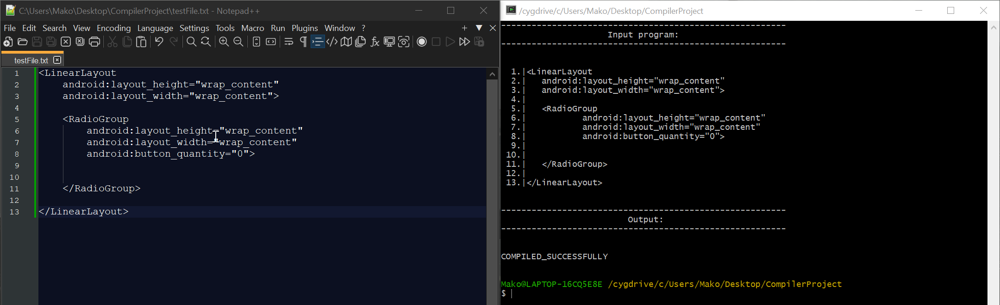 C:\Users\Mako\Desktop\CompilerProject\testFile.txt - Notepad++
File Edit Search View Encoding Language Settings Tools Macro Run Plugins Window ?
testFile.txt
1 <LinearLayout
2     android:layout_height="wrap_content"
3     android:layout_width="wrap_content">
4
5     <RadioGroup
6         android:layout_height="wrap_content"
7         android:layout_width="wrap_content"
8         android:button_quantity="0">
9
10
11     </RadioGroup>
12
13 </LinearLayout>
/cygdrive/c/Users/Mako/Desktop/CompilerProject
---------------------------------------------------------
Input program:
---------------------------------------------------------
1.|<LinearLayout
2.|   android:layout_height="wrap_content"
3.|   android:layout_width="wrap_content">
4.|
5.|   <RadioGroup
6.|           android:layout_height="wrap_content"
7.|           android:layout_width="wrap_content"
8.|           android:button_quantity="0">
9.|
10.|
11.|   </RadioGroup>
12.|
13.|</LinearLayout>
---------------------------------------------------------
Output:
---------------------------------------------------------
COMPILED_SUCCESSFULLY
Mako@LAPTOP-16CQ5E8E /cygdrive/c/Users/Mako/Desktop/CompilerProject
$